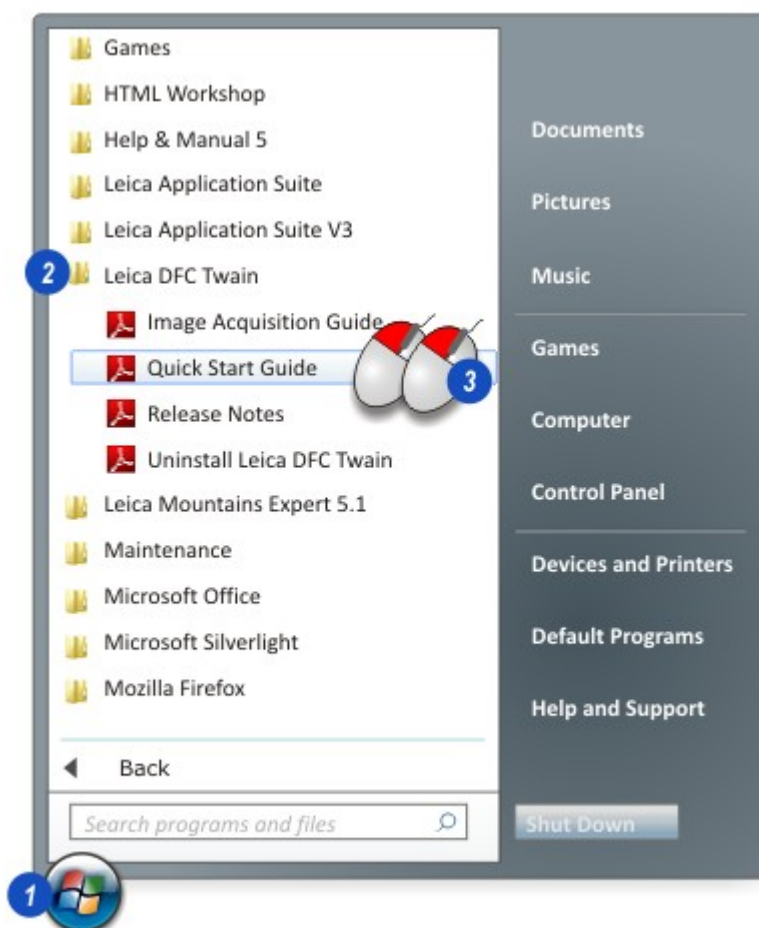 Games
HTML Workshop
Help & Manual 5
Leica Application Suite
Leica Application Suite V3
2
Leica DFC Twain
Image Acquisition Guide
Quick Start Guide
3
Release Notes
Uninstall Leica DFC Twain
Leica Mountains Expert 5.1
Maintenance
Microsoft Office
Microsoft Silverlight
Mozilla Firefox
Back
Search programs and files
1
Documents
Pictures
Music
Games
Computer
Control Panel
Devices and Printers
Default Programs
Help and Support
Shut Down